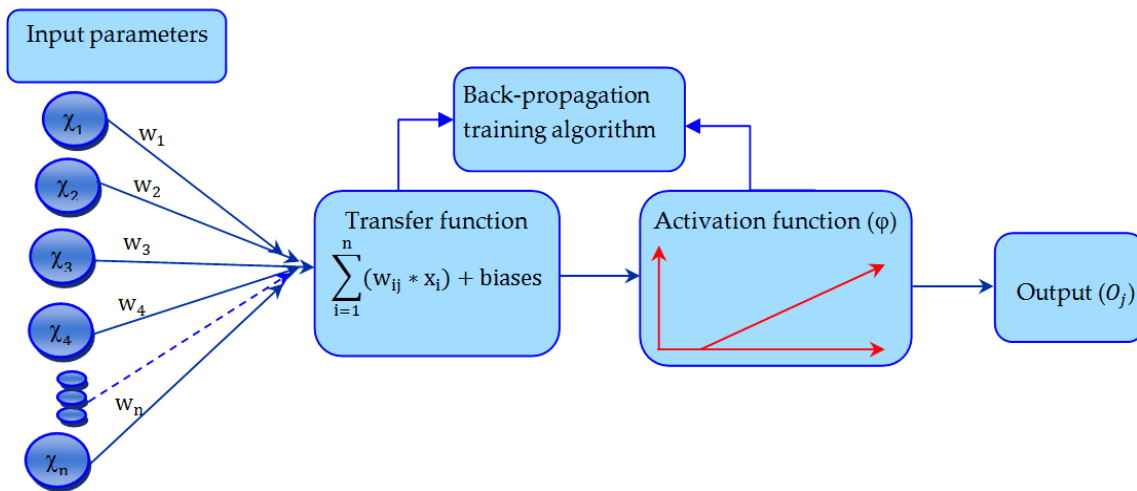 Input parameters
χ1
w1
χ2
w2
χ3
w3
χ4
w4
wn
χn
Back-propagation
training algorithm
Transfer function
n
∑(wij * xi) + biases
i=1
Activation function (φ)
Output (Oj)